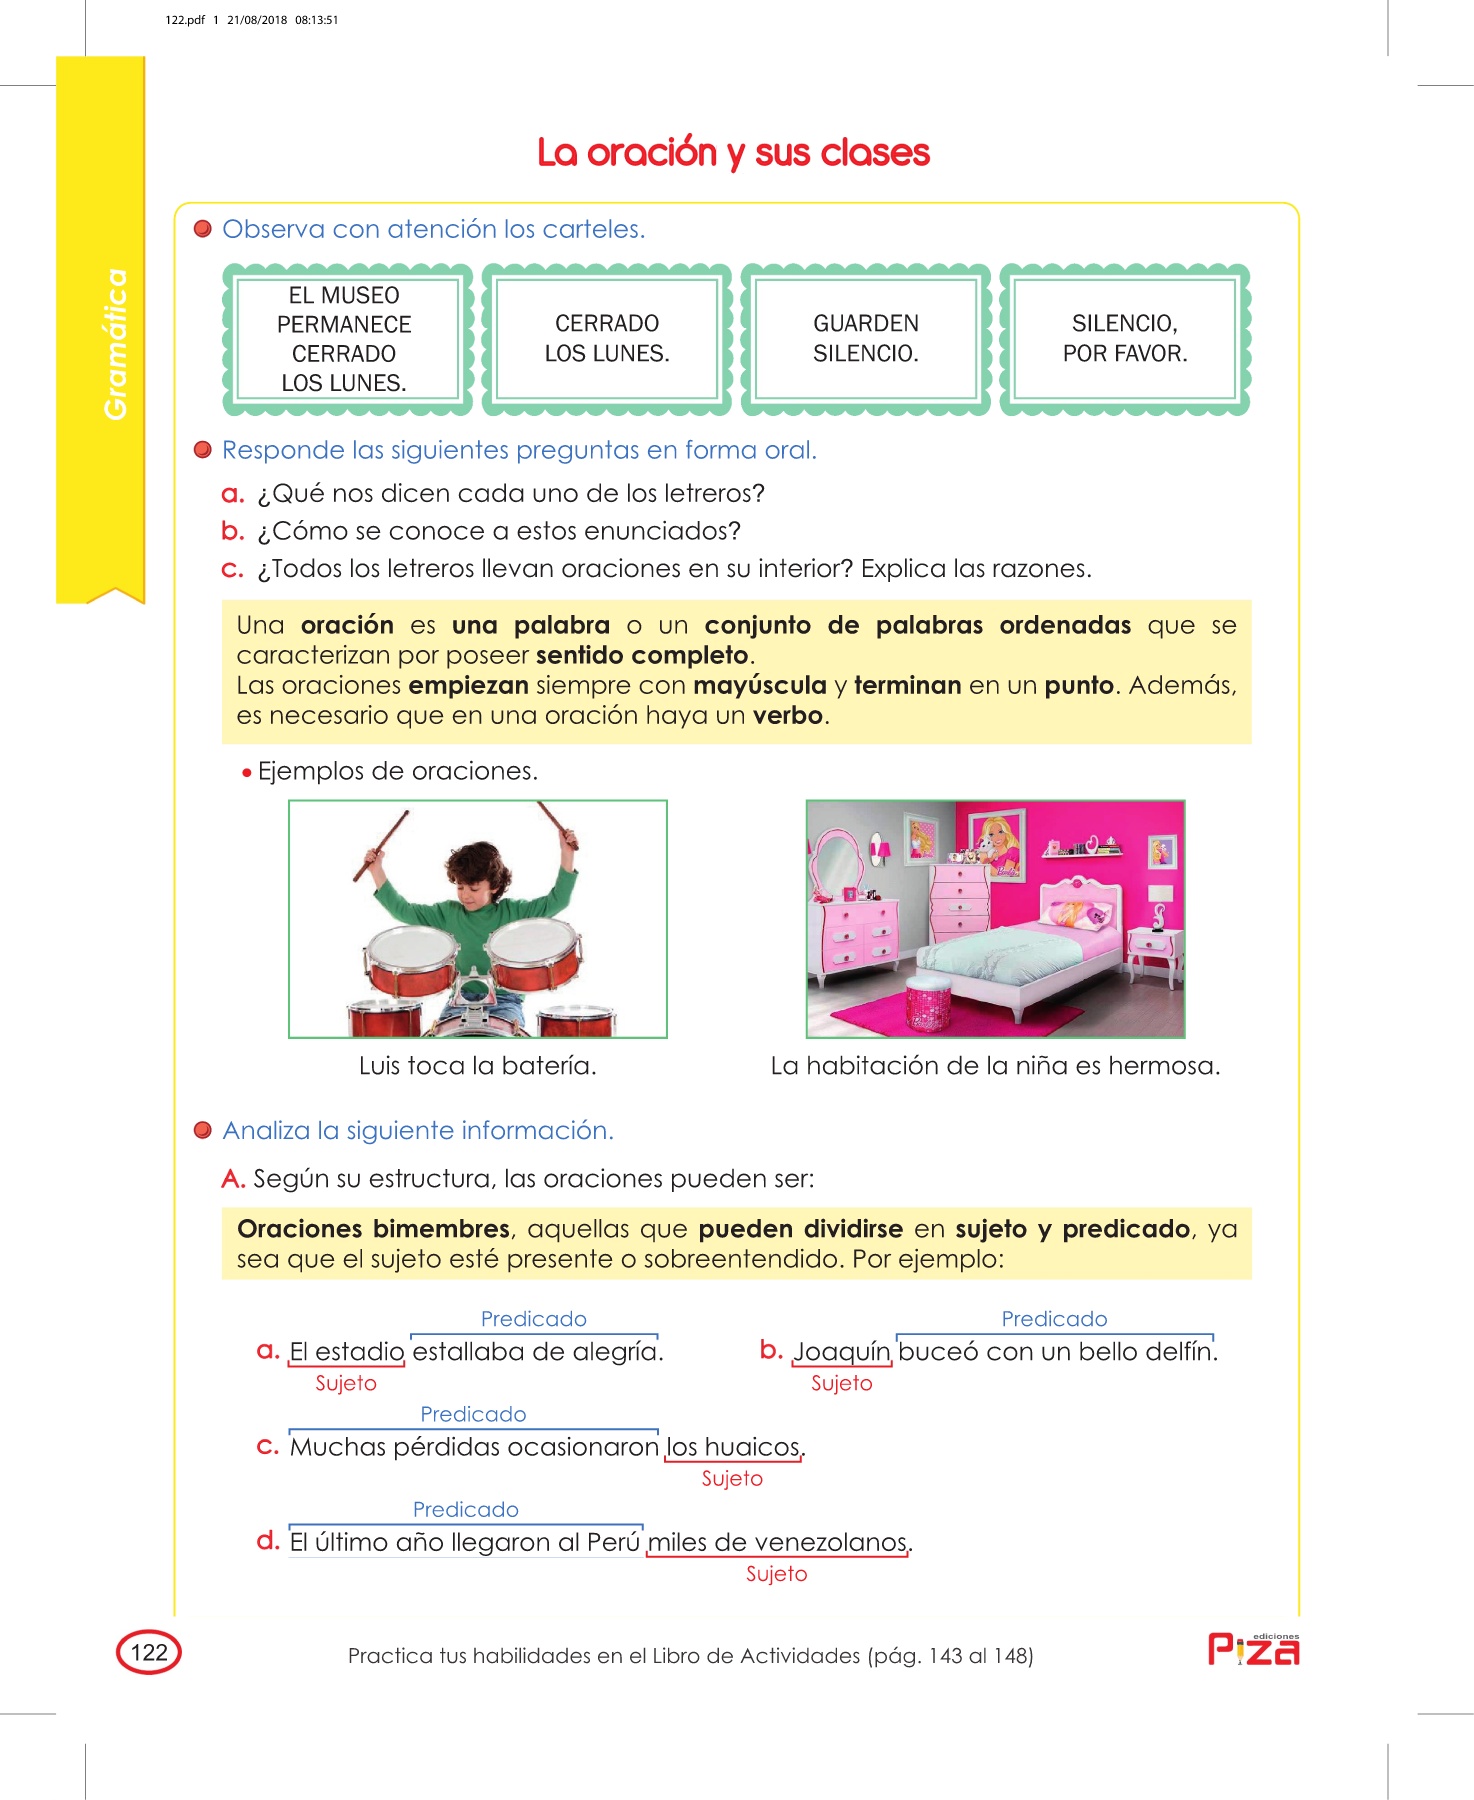 122.pdf 1 21/08/2018 08:13:51
Gramática
La oración y sus clases
Observa con atención los carteles.
EL MUSEO
PERMANECE
CERRADO
LOS LUNES.
CERRADO
LOS LUNES.
GUARDEN
SILENCIO.
SILENCIO,
POR FAVOR.
Responde las siguientes preguntas en forma oral.
a. ¿Qué nos dicen cada uno de los letreros?
b. ¿Cómo se conoce a estos enunciados?
c. ¿Todos los letreros llevan oraciones en su interior? Explica las razones.
Una oración es una palabra o un conjunto de palabras ordenadas que se
caracterizan por poseer sentido completo.
Las oraciones empiezan siempre con mayúscula y terminan en un punto. Además,
es necesario que en una oración haya un verbo.
• Ejemplos de oraciones.
Luis toca la batería.
La habitación de la niña es hermosa.
Analiza la siguiente información.
A. Según su estructura, las oraciones pueden ser:
Oraciones bimembres, aquellas que pueden dividirse en sujeto y predicado, ya
sea que el sujeto esté presente o sobreentendido. Por ejemplo:
Predicado
a. El estadio estallaba de alegría.
Sujeto
Predicado
b. Joaquín buceó con un bello delfín.
Sujeto
Predicado
c. Muchas pérdidas ocasionaron los huaicos.
Sujeto
Predicado
d. El último año llegaron al Perú miles de venezolanos.
Sujeto
122
Practica tus habilidades en el Libro de Actividades (pág. 143 al 148)
ediciones
Piza